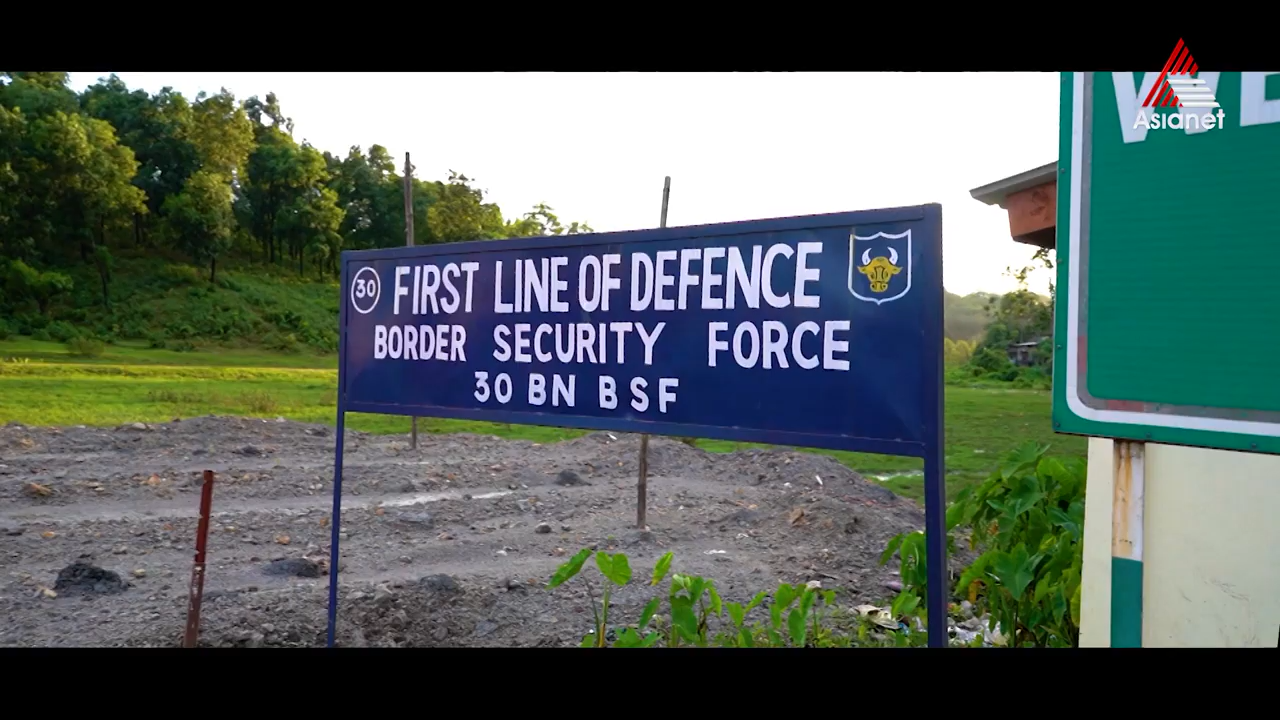 30
FIRST LINE OF DEFENCE
BORDER SECURITY FORCE
30 BN BSF
Asianet